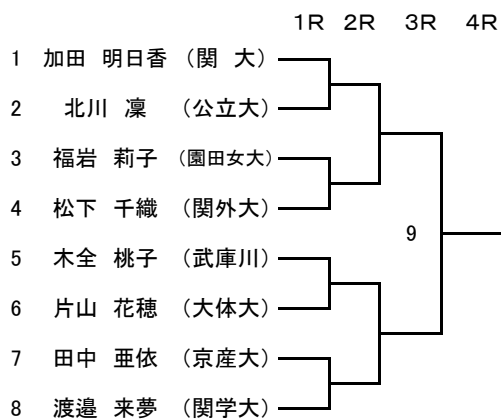 1R 2R 3R 4R
1 加田 明日香 (関 大)
2 北川 凜 (公立大)
3 福岩 莉子 (園田女大)
4 松下 千織 (関外大)
9
5 木全 桃子 (武庫川)
6 片山 花穂 (大体大)
7 田中 亜依 (京産大)
8 渡邉 来夢 (関学大)